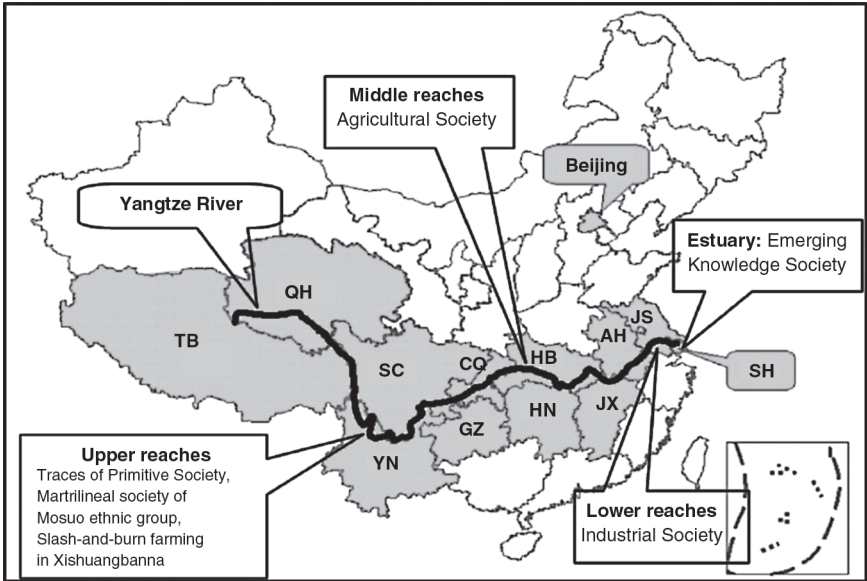 Middle reaches
Agricultural Society
Beijing
Yangtze River
Estuary: Emerging
Knowledge Society
QH
TB
JS
AH
HB
CQ
SC
SH
HN
JX
GZ
YN
Upper reaches
Traces of Primitive Society,
Martrilineal society of
Mosuo ethnic group,
Slash-and-burn farming
in Xishuangbanna
Lower reaches
Industrial Society